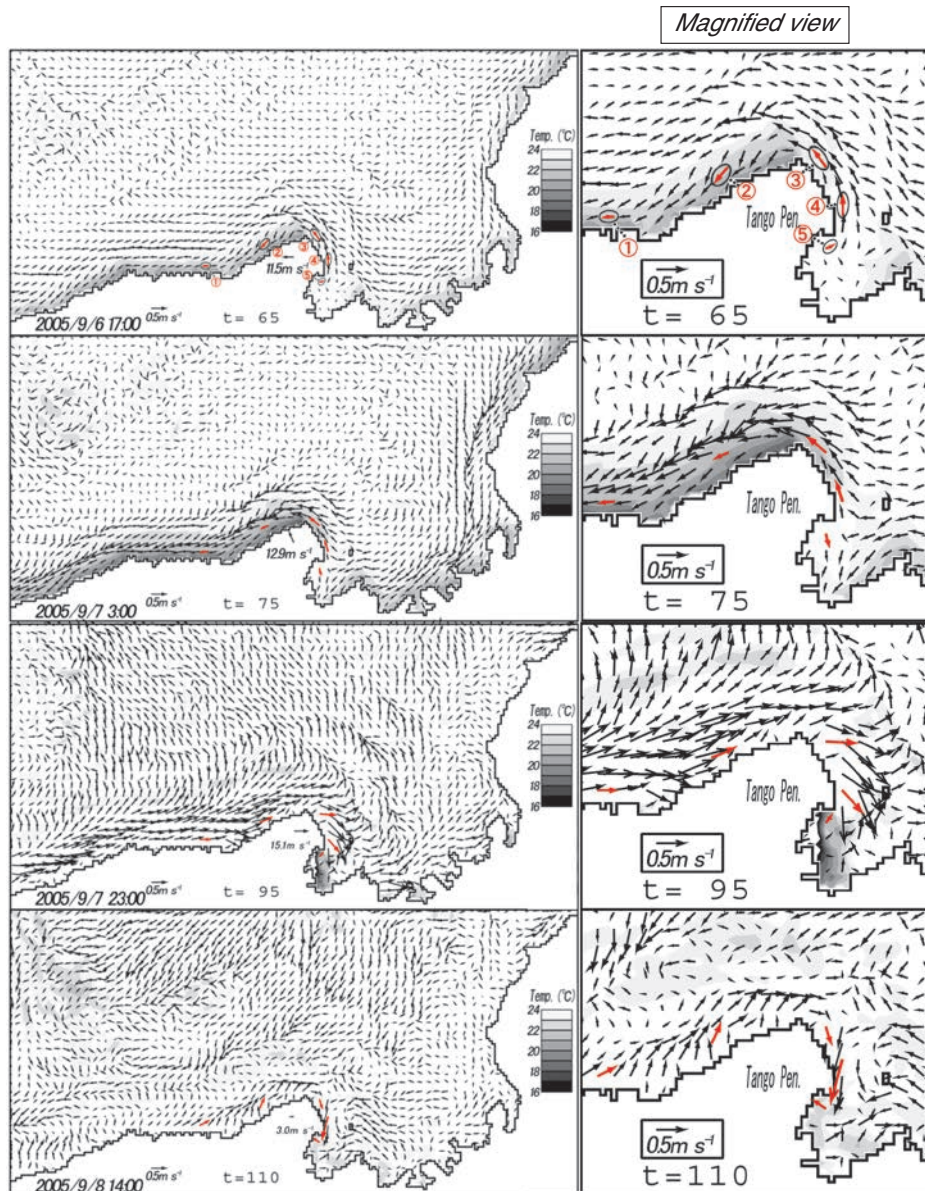 Magnified view
Temp. (°C)
24
22
20
18
16
11.5m s⁻¹
①
②
③
④
⑤
0.5m s⁻¹
2005/9/6 17:00
t= 65
Tango Pen.
①
②
③
④
⑤
0.5m s⁻¹
t= 65
Temp. (°C)
24
22
20
18
16
12.9m s⁻¹
0.5m s⁻¹
2005/9/7 3:00
t= 75
Tango Pen.
0.5m s⁻¹
t= 75
Temp. (°C)
24
22
20
18
16
15.1m s⁻¹
0.5m s⁻¹
2005/9/7 23:00
t= 95
Tango Pen.
0.5m s⁻¹
t= 95
Temp. (°C)
24
22
20
18
16
3.0m s⁻¹
0.5m s⁻¹
2005/9/8 14:00
t=110
Tango Pen.
0.5m s⁻¹
t=110